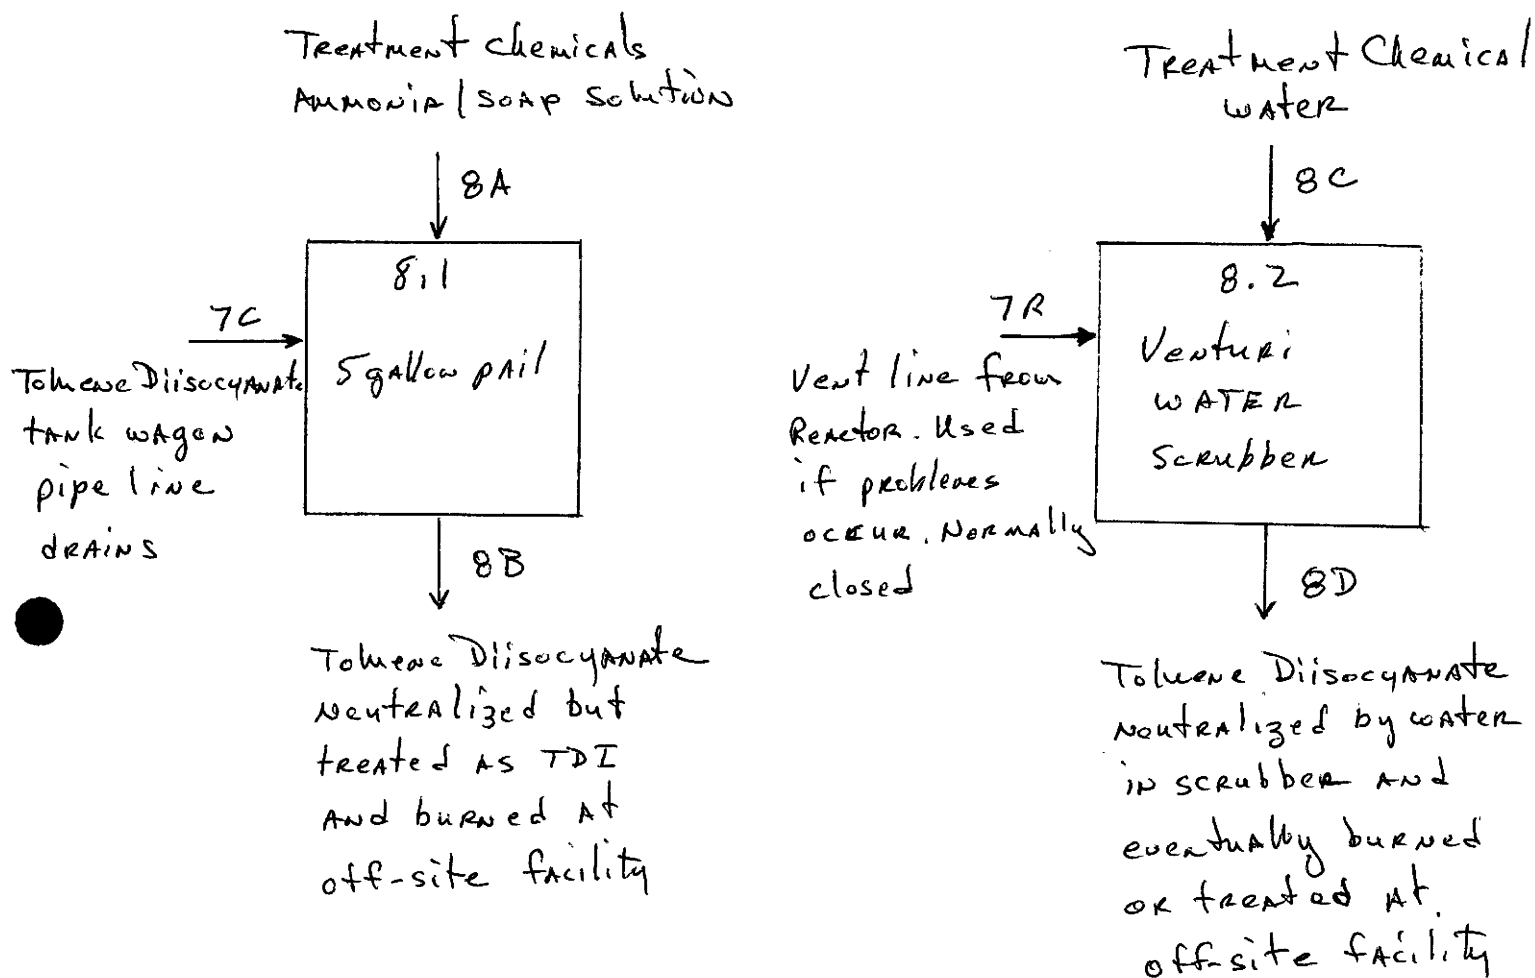 Treatment Chemicals
Ammonia / Soap Solution
8A
8.1
5 gallon pail
7C
Toluene Diisocyanate
tank wagon
pipe line
drains
8B
Toluene Diisocyanate
neutralized but
treated as TDI
and burned at
off-site facility
Treatment Chemical
water
8C
8.2
Venturi
Water
Scrubber
7R
Vent line from
Reactor. Used
if problems
occur. Normally
closed
8D
Toluene Diisocyanate
neutralized by water
in scrubber and
eventually burned
or treated at
off-site facility